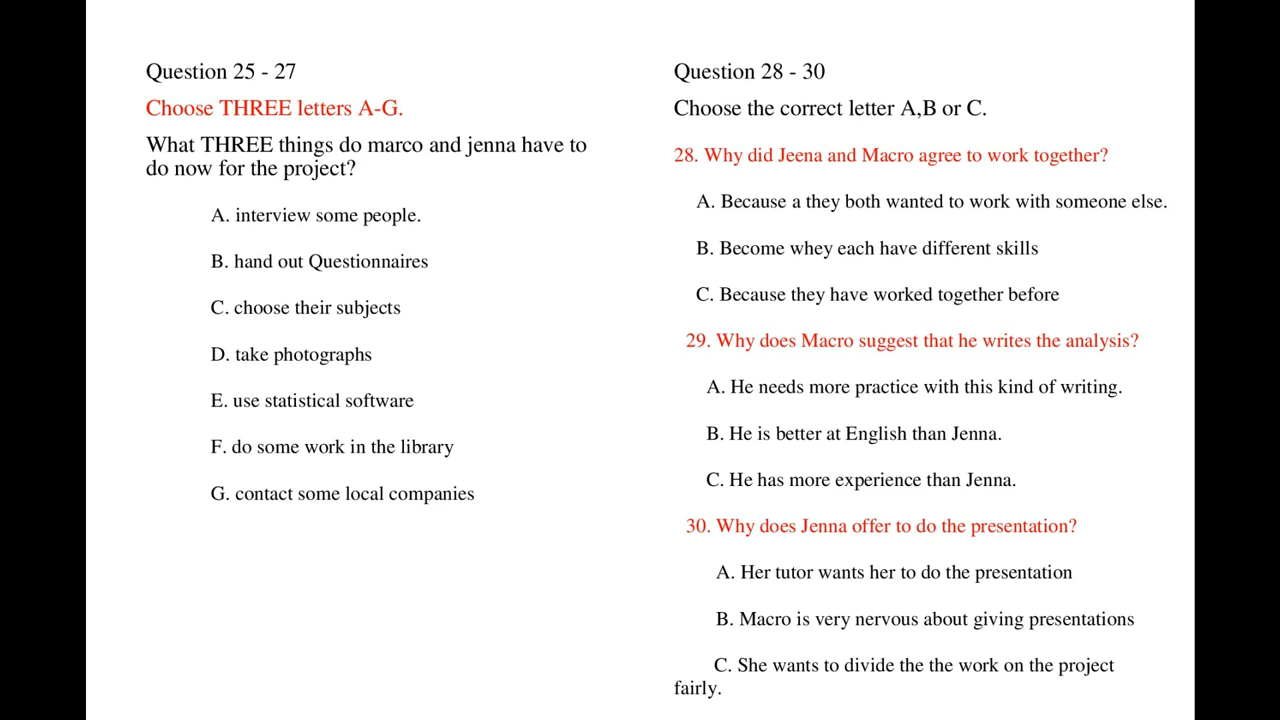 Question 25 - 27
Choose THREE letters A-G.
What THREE things do marco and jenna have to
do now for the project?
A. interview some people.
B. hand out Questionnaires
C. choose their subjects
D. take photographs
E. use statistical software
F. do some work in the library
G. contact some local companies
Question 28 - 30
Choose the correct letter A,B or C.
28. Why did Jeena and Macro agree to work together?
A. Because a they both wanted to work with someone else.
B. Become whey each have different skills
C. Because they have worked together before
29. Why does Macro suggest that he writes the analysis?
A. He needs more practice with this kind of writing.
B. He is better at English than Jenna.
C. He has more experience than Jenna.
30. Why does Jenna offer to do the presentation?
A. Her tutor wants her to do the presentation
B. Macro is very nervous about giving presentations
C. She wants to divide the the work on the project
fairly.